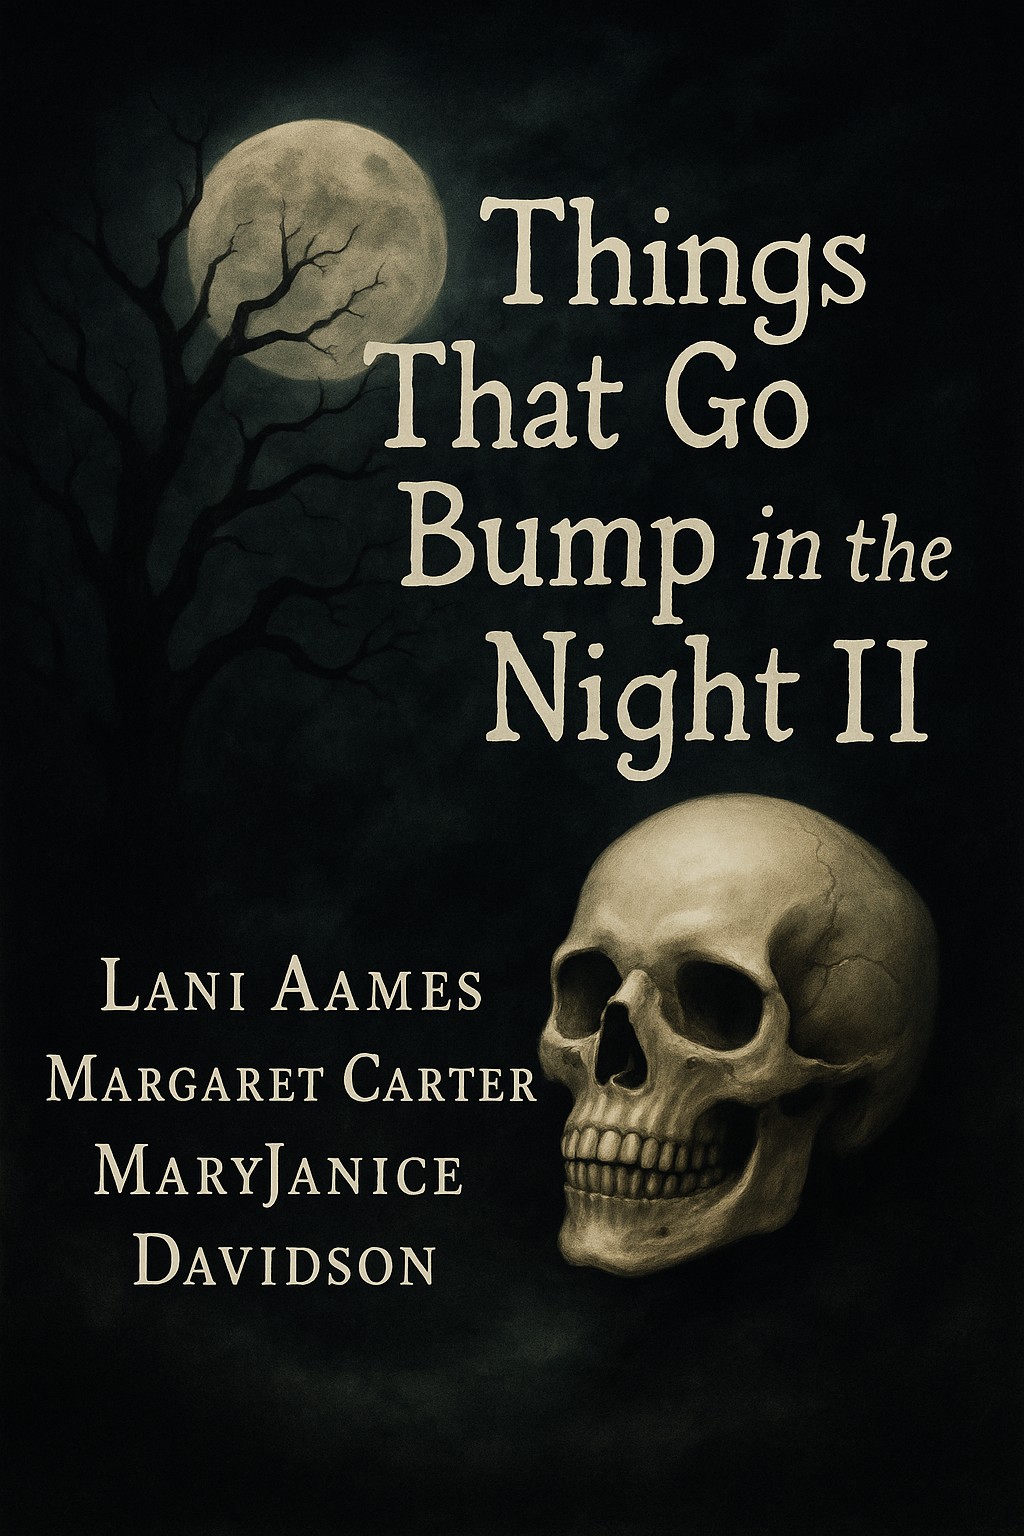 Things
That Go
Bump in the
Night II
Lani Aames
Margaret Carter
MaryJanice
Davidson